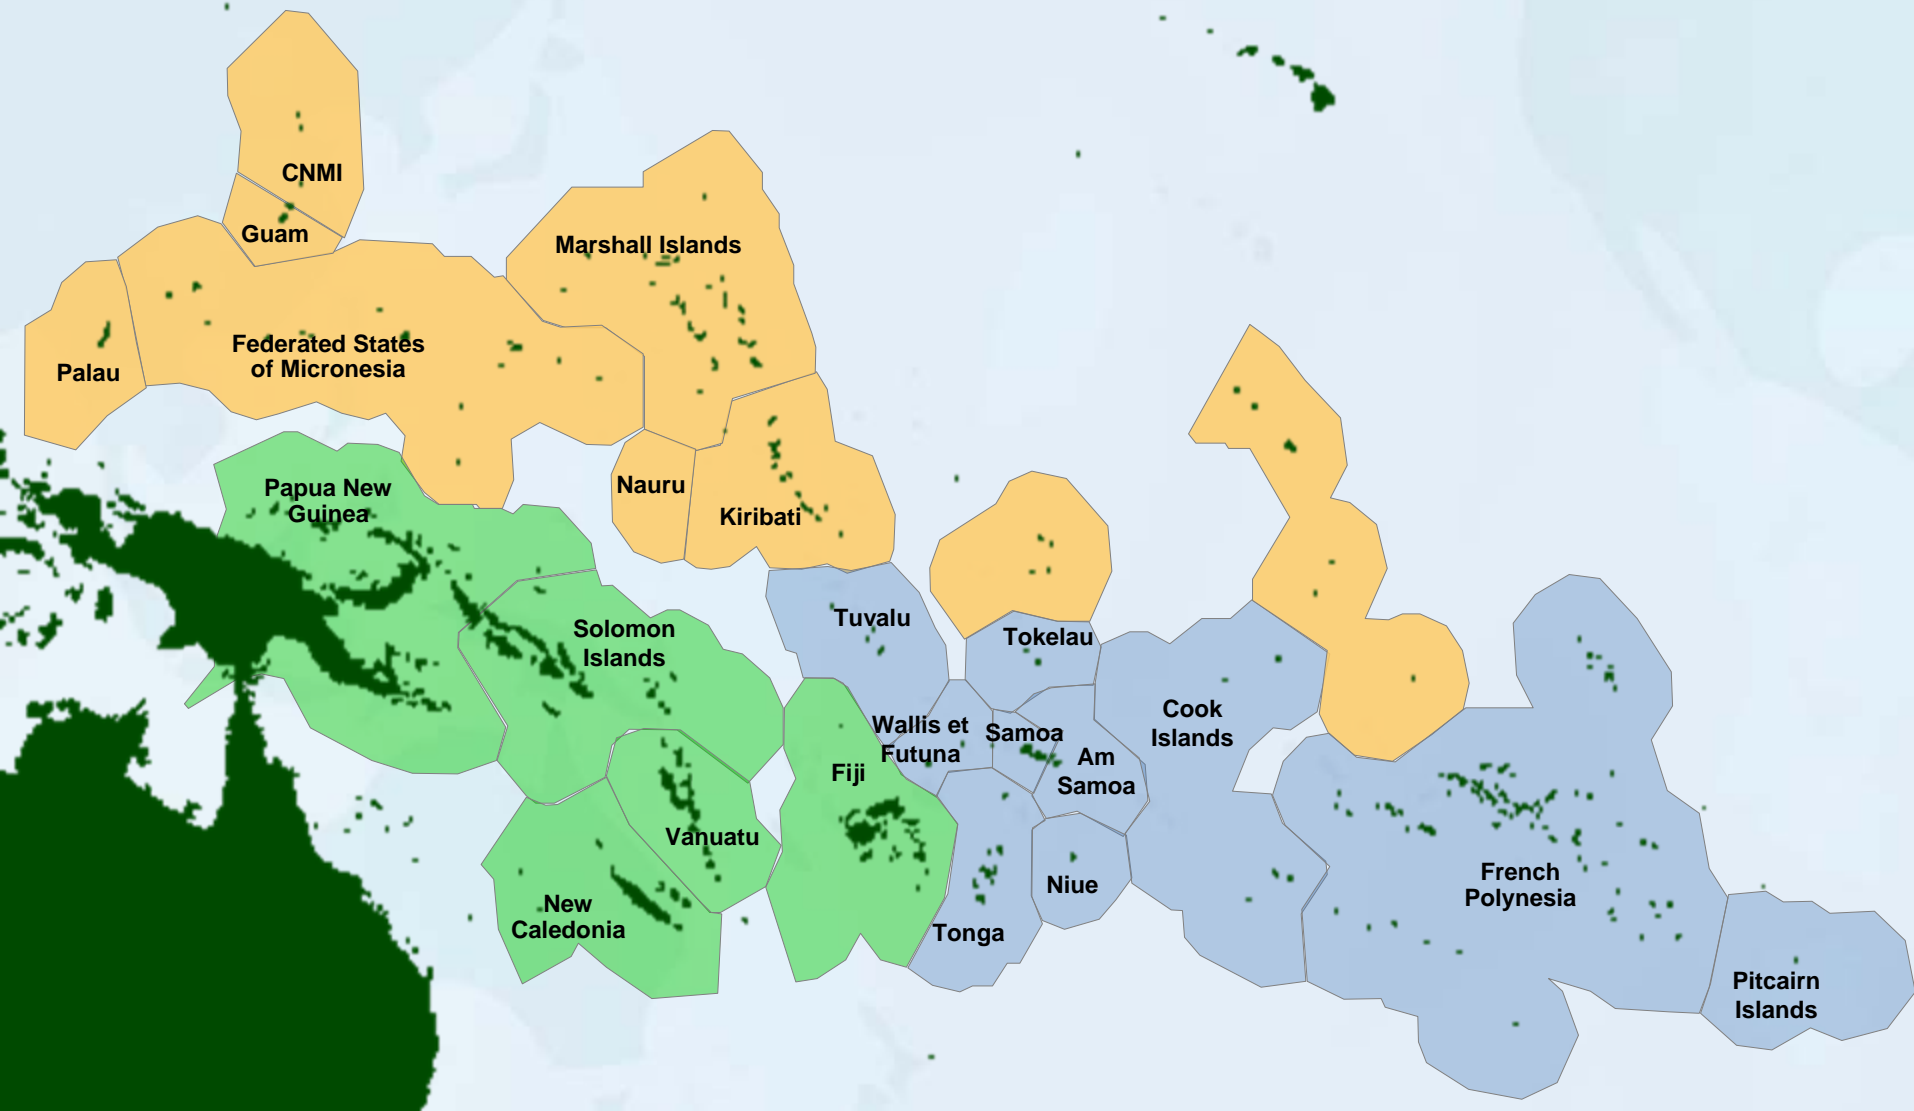 CNMI
Guam
Marshall Islands
Federated States
of Micronesia
Palau
Papua New
Guinea
Nauru
Kiribati
Solomon
Islands
Tuvalu
Tokelau
Wallis et
Futuna
Samoa
Am
Samoa
Cook
Islands
Fiji
Vanuatu
New
Caledonia
Tonga
Niue
French
Polynesia
Pitcairn
Islands